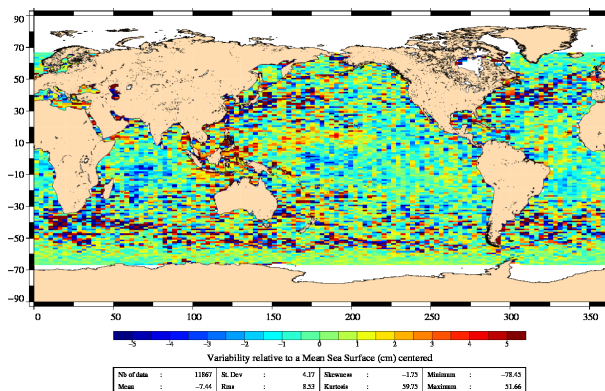 90
70
50
30
10
−10
−30
−50
−70
−90
0 50 100 150 200 250 300 350
−5 −4 −3 −2 −1 0 1 2 3 4 5
Variability relative to a Mean Sea Surface (cm) centered
Nb of data : 11867 St. Dev : 4.17 Skewness : −1.75 Minimum : −78.45
Mean : −7.44 Rms : 8.53 Kurtosis : 59.75 Maximum : 51.66